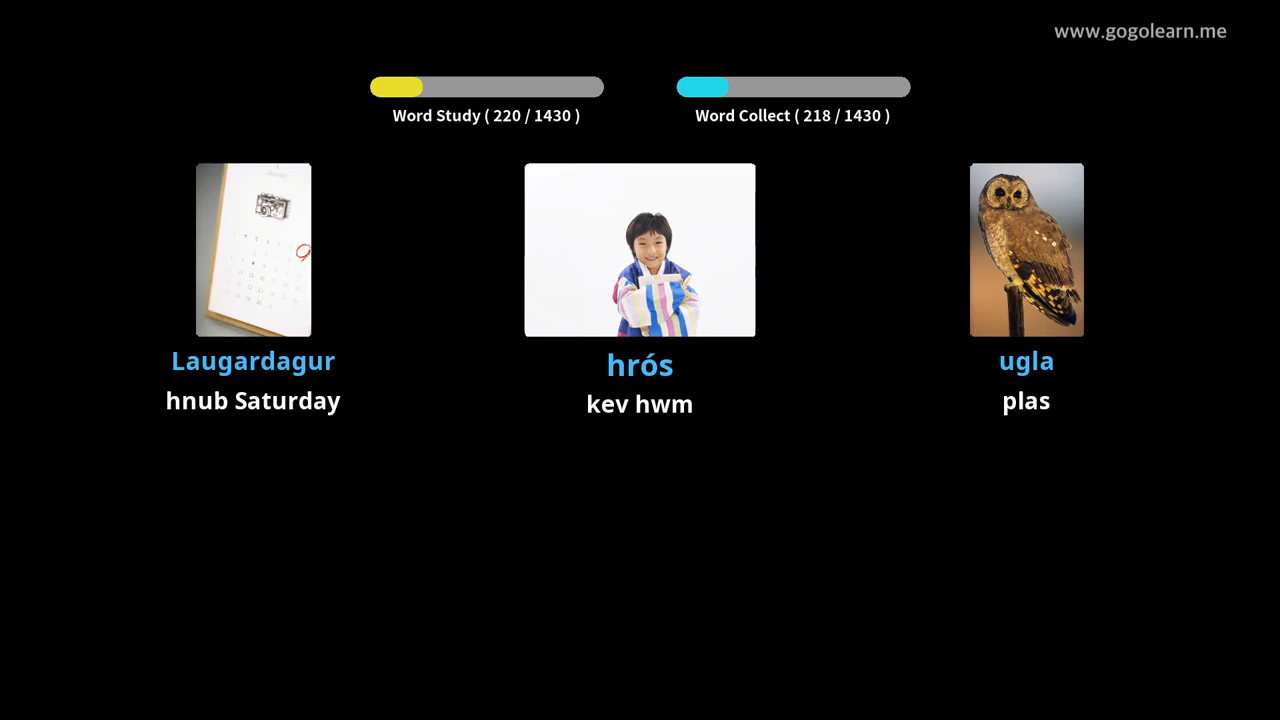 www.gogolearn.me
Word Study ( 220 / 1430 )
Word Collect ( 218 / 1430 )
Laugardagur
hrós
ugla
hnub Saturday
kev hwm
plas